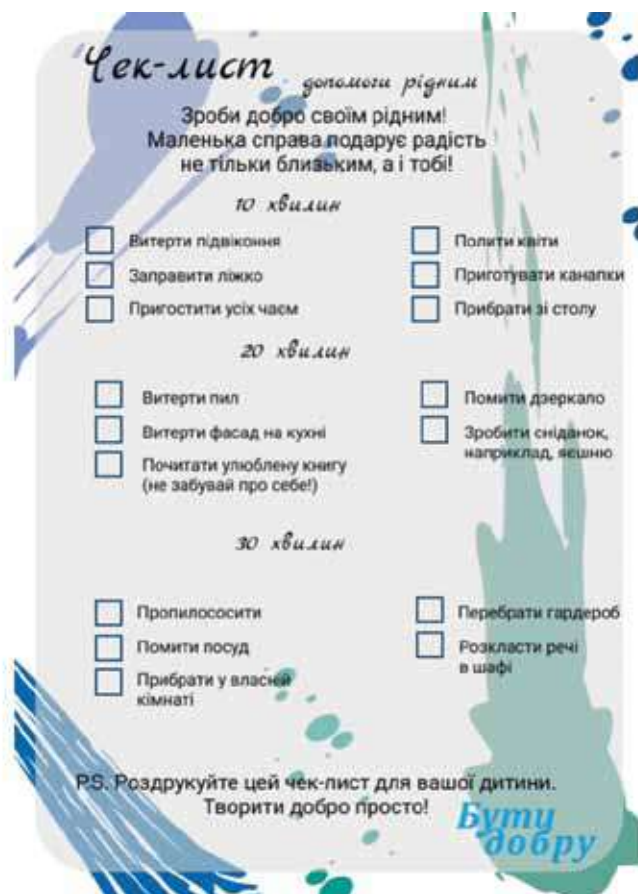 Чек-лист допомоги рідним
Зроби добро своїм рідним!
Маленька справа подарує радість
не тільки близьким, а і тобі!
10 хвилин
Витерти підвіконня
Заправити ліжко
Пригостити усіх чаєм
Полити квіти
Приготувати канапки
Прибрати зі столу
20 хвилин
Витерти пил
Витерти фасад на кухні
Почитати улюблену книгу
(не забувай про себе!)
Помити дзеркало
Зробити сніданок,
наприклад, яєшню
30 хвилин
Пропилососити
Помити посуд
Прибрати у власній
кімнаті
Перебрати гардероб
Розкласти речі
в шафі
P.S. Роздрукуйте цей чек-лист для вашої дитини.
Творити добро просто!
Бути
добру